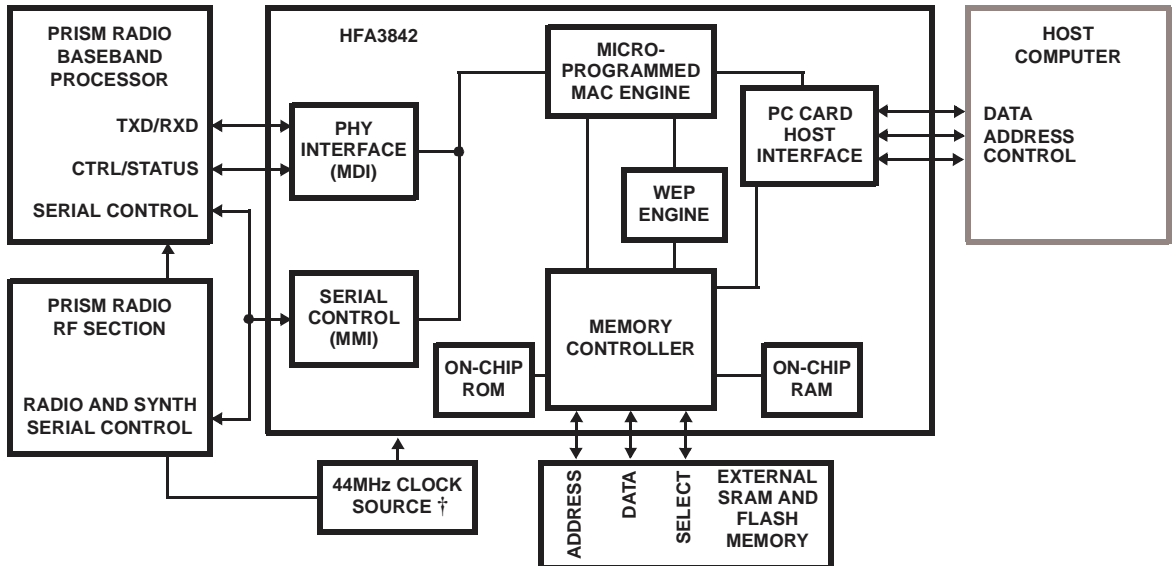 PRISM RADIO
BASEBAND
PROCESSOR
TXD/RXD
CTRL/STATUS
SERIAL CONTROL
PRISM RADIO
RF SECTION
RADIO AND SYNTH
SERIAL CONTROL
HFA3842
PHY
INTERFACE
(MDI)
SERIAL
CONTROL
(MMI)
MICRO-
PROGRAMMED
MAC ENGINE
WEP
ENGINE
PC CARD
HOST
INTERFACE
MEMORY
CONTROLLER
ON-CHIP
ROM
ON-CHIP
RAM
HOST
COMPUTER
DATA
ADDRESS
CONTROL
44MHz CLOCK
SOURCE †
ADDRESS
DATA
SELECT
EXTERNAL
SRAM AND
FLASH
MEMORY